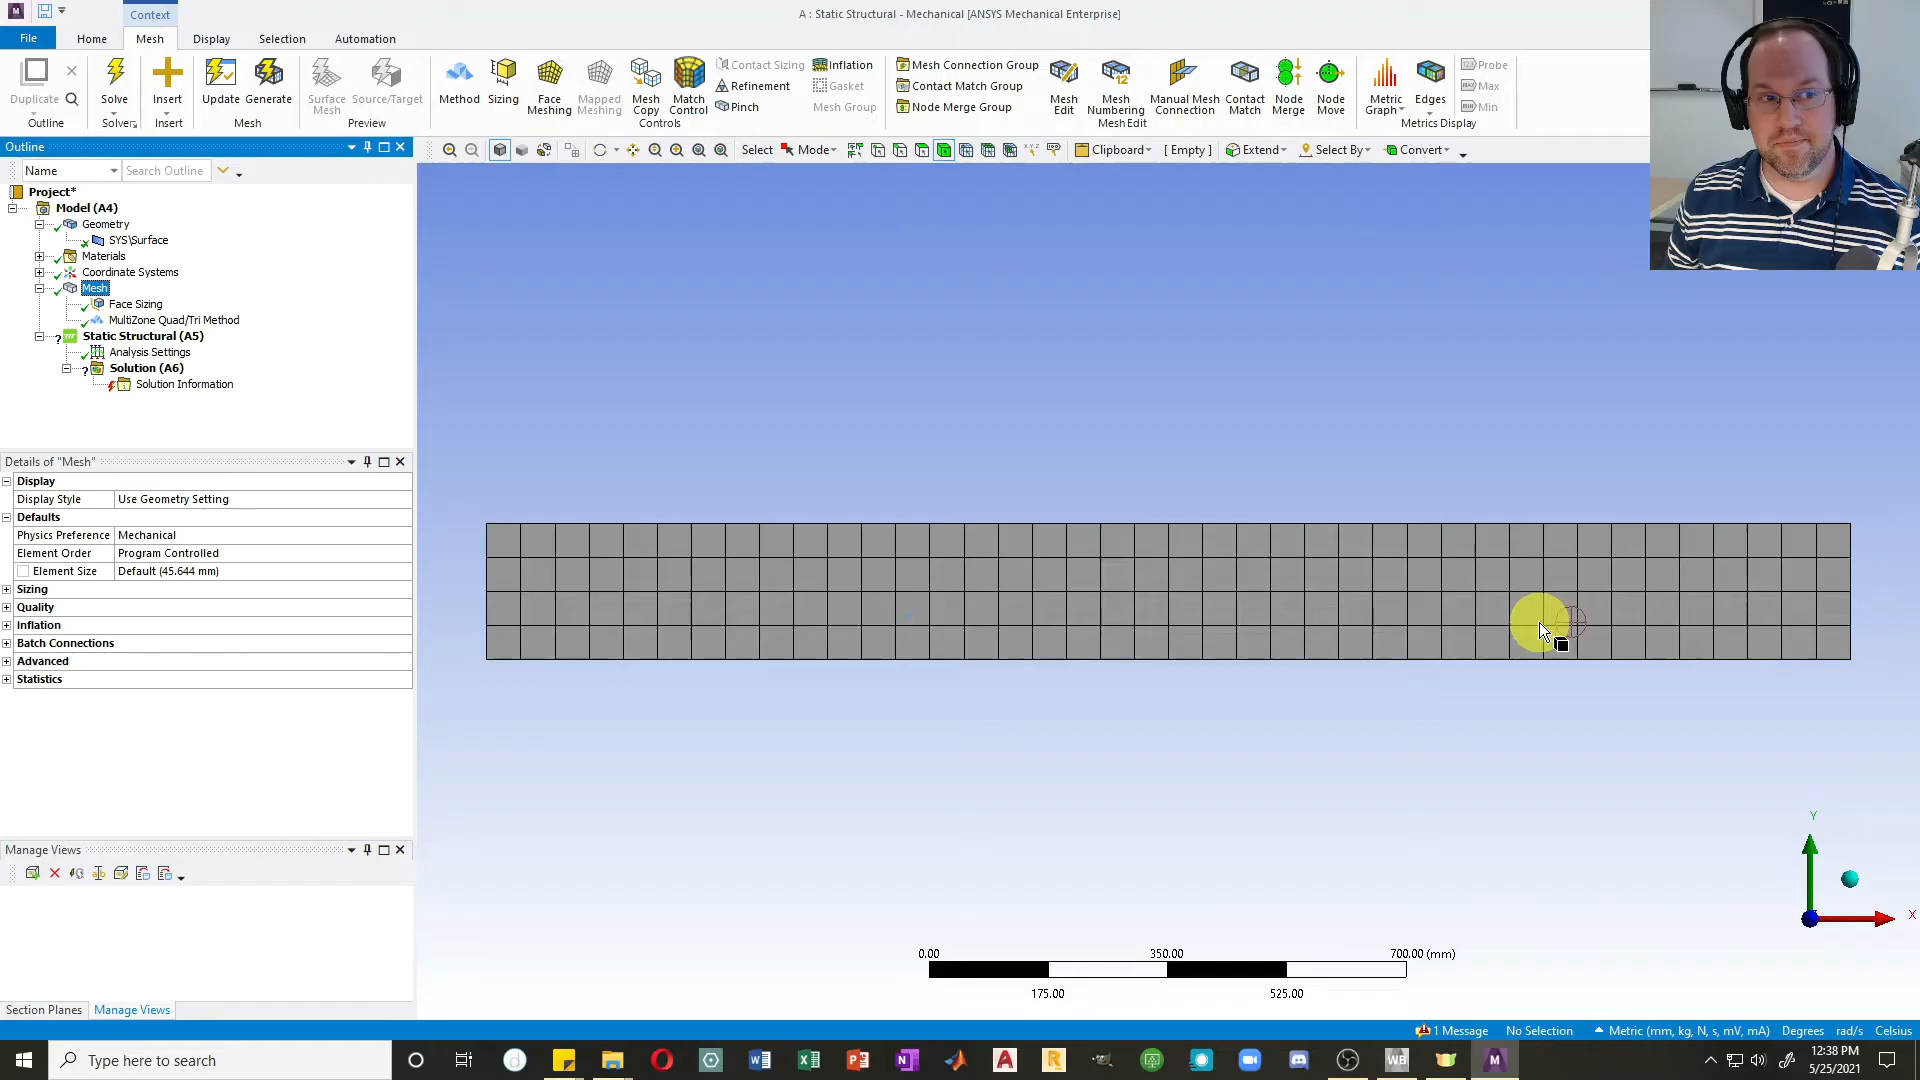 Context
A : Static Structural - Mechanical [ANSYS Mechanical Enterprise]
File
Home
Mesh
Display
Selection
Automation
Duplicate
Outline
Solve
Solver
Insert
Insert
Update
Generate
Mesh
Surface Mesh
Source/Target
Preview
Method
Sizing
Face Meshing
Mapped Meshing
Mesh Copy
Match Control
Contact Sizing
Refinement
Pinch
Inflation
Gasket
Mesh Group
Controls
Mesh Connection Group
Contact Match Group
Node Merge Group
Mesh Edit
Mesh Numbering
Manual Mesh Connection
Contact Match
Node Merge
Node Move
Mesh Edit
Metric Graph
Edges
Probe
Max
Min
Metrics Display
Outline
Name
Search Outline
Select
Mode
Clipboard
[ Empty ]
Extend
Select By
Convert
Project*
Model (A4)
Geometry
SYS\Surface
Materials
Coordinate Systems
Mesh
Face Sizing
MultiZone Quad/Tri Method
Static Structural (A5)
Analysis Settings
Solution (A6)
Solution Information
Details of "Mesh"
Display
Display Style Use Geometry Setting
Defaults
Physics Preference Mechanical
Element Order Program Controlled
Element Size Default (45.644 mm)
Sizing
Quality
Inflation
Batch Connections
Advanced
Statistics
Manage Views
Section Planes
Manage Views
Y
X
0.00 350.00 700.00 (mm)
175.00 525.00
1 Message
No Selection
Metric (mm, kg, N, s, mV, mA)
Degrees
rad/s
Celsius
Type here to search
12:38 PM
5/25/2021